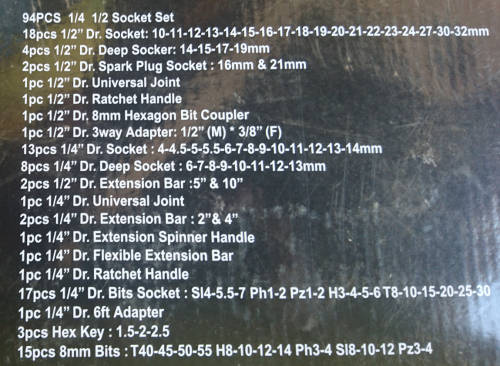 94PCS 1/4 1/2 Socket Set
18pcs 1/2" Dr. Socket: 10-11-12-13-14-15-16-17-18-19-20-21-22-23-24-27-30-32mm
4pcs 1/2" Dr. Deep Socker: 14-15-17-19mm
2pcs 1/2" Dr. Spark Plug Socket : 16mm & 21mm
1pc 1/2" Dr. Universal Joint
1pc 1/2" Dr. Ratchet Handle
1pc 1/2" Dr. 8mm Hexagon Bit Coupler
1pc 1/2" Dr. 3way Adapter: 1/2" (M) * 3/8" (F)
13pcs 1/4" Dr. Socket : 4-4.5-5-5.5-6-7-8-9-10-11-12-13-14mm
8pcs 1/4" Dr. Deep Socket : 6-7-8-9-10-11-12-13mm
2pcs 1/2" Dr. Extension Bar :5" & 10"
1pc 1/4" Dr. Universal Joint
2pcs 1/4" Dr. Extension Bar : 2"& 4"
1pc 1/4" Dr. Extension Spinner Handle
1pc 1/4" Dr. Flexible Extension Bar
1pc 1/4" Dr. Ratchet Handle
17pcs 1/4" Dr. Bits Socket : Sl4-5.5-7 Ph1-2 Pz1-2 H3-4-5-6 T8-10-15-20-25-30
1pc 1/4" Dr. 6ft Adapter
3pcs Hex Key : 1.5-2-2.5
15pcs 8mm Bits : T40-45-50-55 H8-10-12-14 Ph3-4 Sl8-10-12 Pz3-4